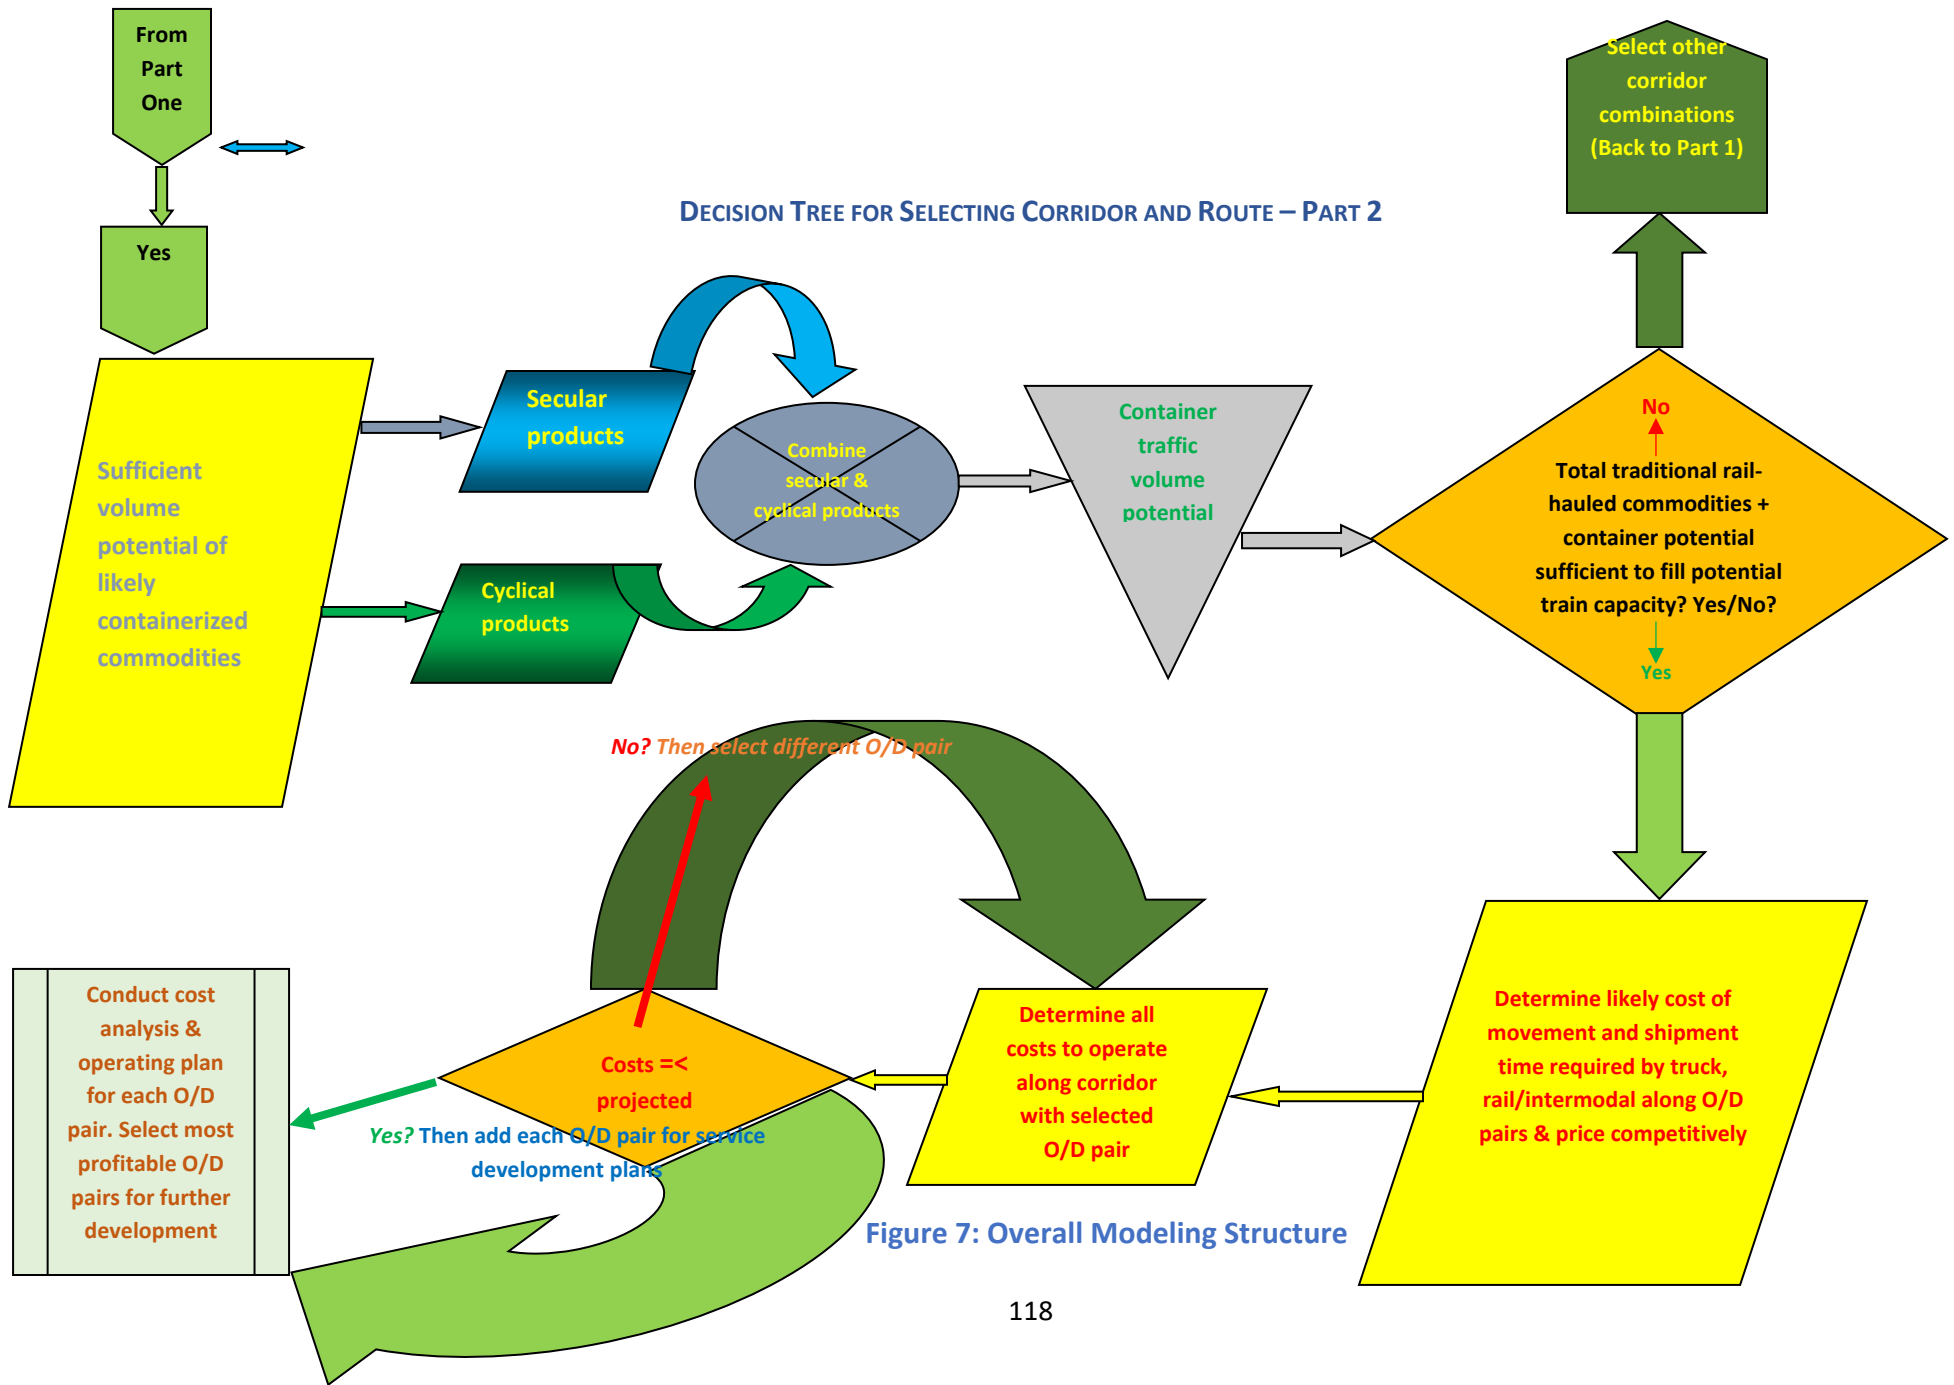 From
Part
One
Select other
corridor
combinations
(Back to Part 1)
DECISION TREE FOR SELECTING CORRIDOR AND ROUTE – PART 2
Yes
Secular
products
Sufficient
volume
potential of
likely
containerized
commodities
Combine
secular &
cyclical products
Cyclical
products
Container
traffic
volume
potential
No
Total traditional rail-
hauled commodities +
container potential
sufficient to fill potential
train capacity? Yes/No?
Yes
No? Then select different O/D pair
Conduct cost
analysis &
operating plan
for each O/D
pair. Select most
profitable O/D
pairs for further
development
Costs =<
projected
Yes? Then add each O/D pair for service
development plans
Determine all
costs to operate
along corridor
with selected
O/D pair
Determine likely cost of
movement and shipment
time required by truck,
rail/intermodal along O/D
pairs & price competitively
Figure 7: Overall Modeling Structure
118